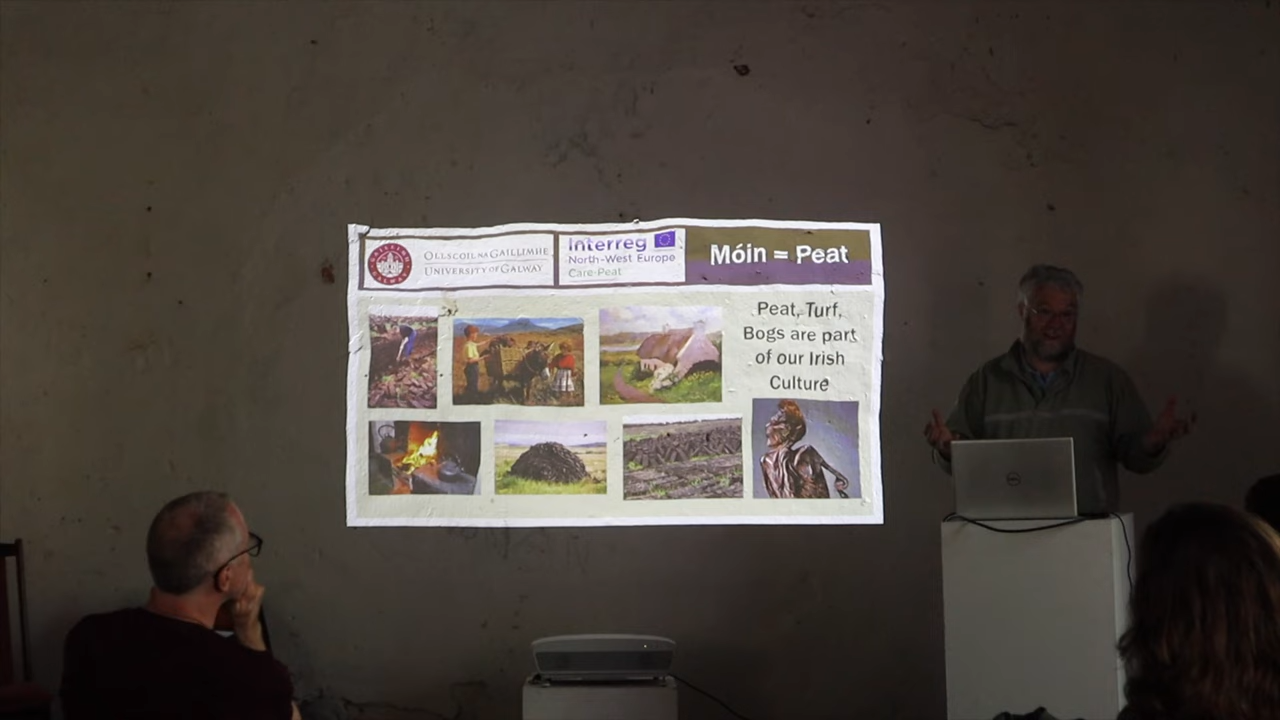 OLLSCOIL NA GAILLIMHE
UNIVERSITY OF GALWAY
Interreg
North-West Europe
Care-Peat
Móin = Peat
Peat, Turf,
Bogs are part
of our Irish
Culture
DELL